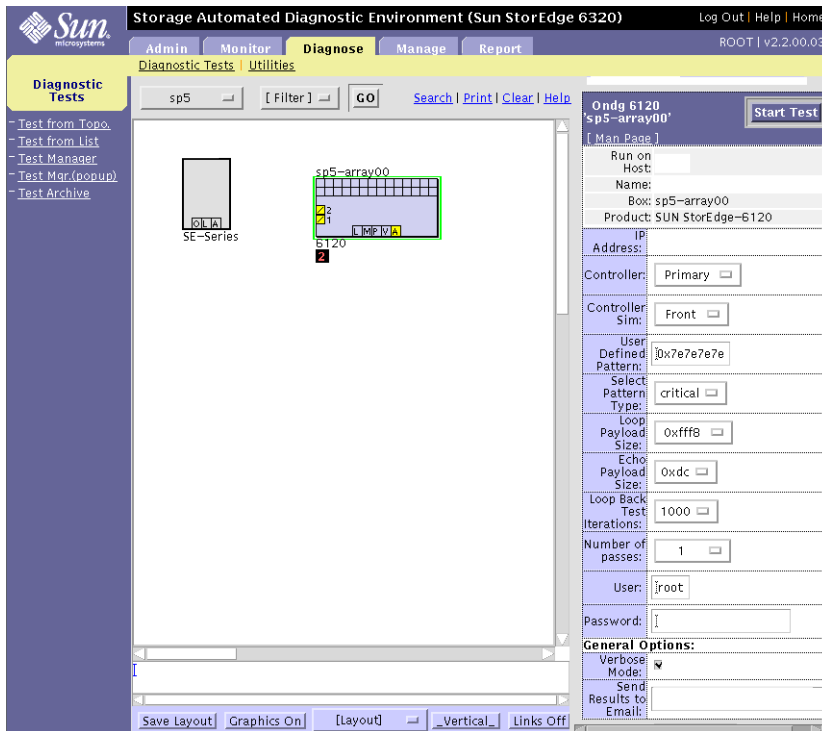 Sun
microsystems
Storage Automated Diagnostic Environment (Sun StorEdge 6320)
Log Out | Help | Home
Admin Monitor Diagnose Manage Report
ROOT | v2.2.00.03
Diagnostic Tests | Utilities
Diagnostic
Tests
- Test from Topo.
- Test from List
- Test Manager
- Test Mgr.(popup)
- Test Archive
sp5 [ Filter ] GO Search | Print | Clear | Help
O L A
SE-Series
sp5-array00
2
1
L M P V A
6120
2
Save Layout Graphics On [Layout] _Vertical_ Links Off
Ondg 6120
'sp5-array00'
Start Test
[ Man Page ]
Run on
Host:
Name:
Box: sp5-array00
Product: SUN StorEdge-6120
IP
Address:
Controller: Primary
Controller
Sim: Front
User
Defined
Pattern: 0x7e7e7e7e
Select
Pattern
Type: critical
Loop
Payload
Size: 0xfff8
Echo
Payload
Size: 0xdc
Loop Back
Test
Iterations: 1000
Number of
passes: 1
User: root
Password:
General Options:
Verbose
Mode:
Send
Results to
Email: